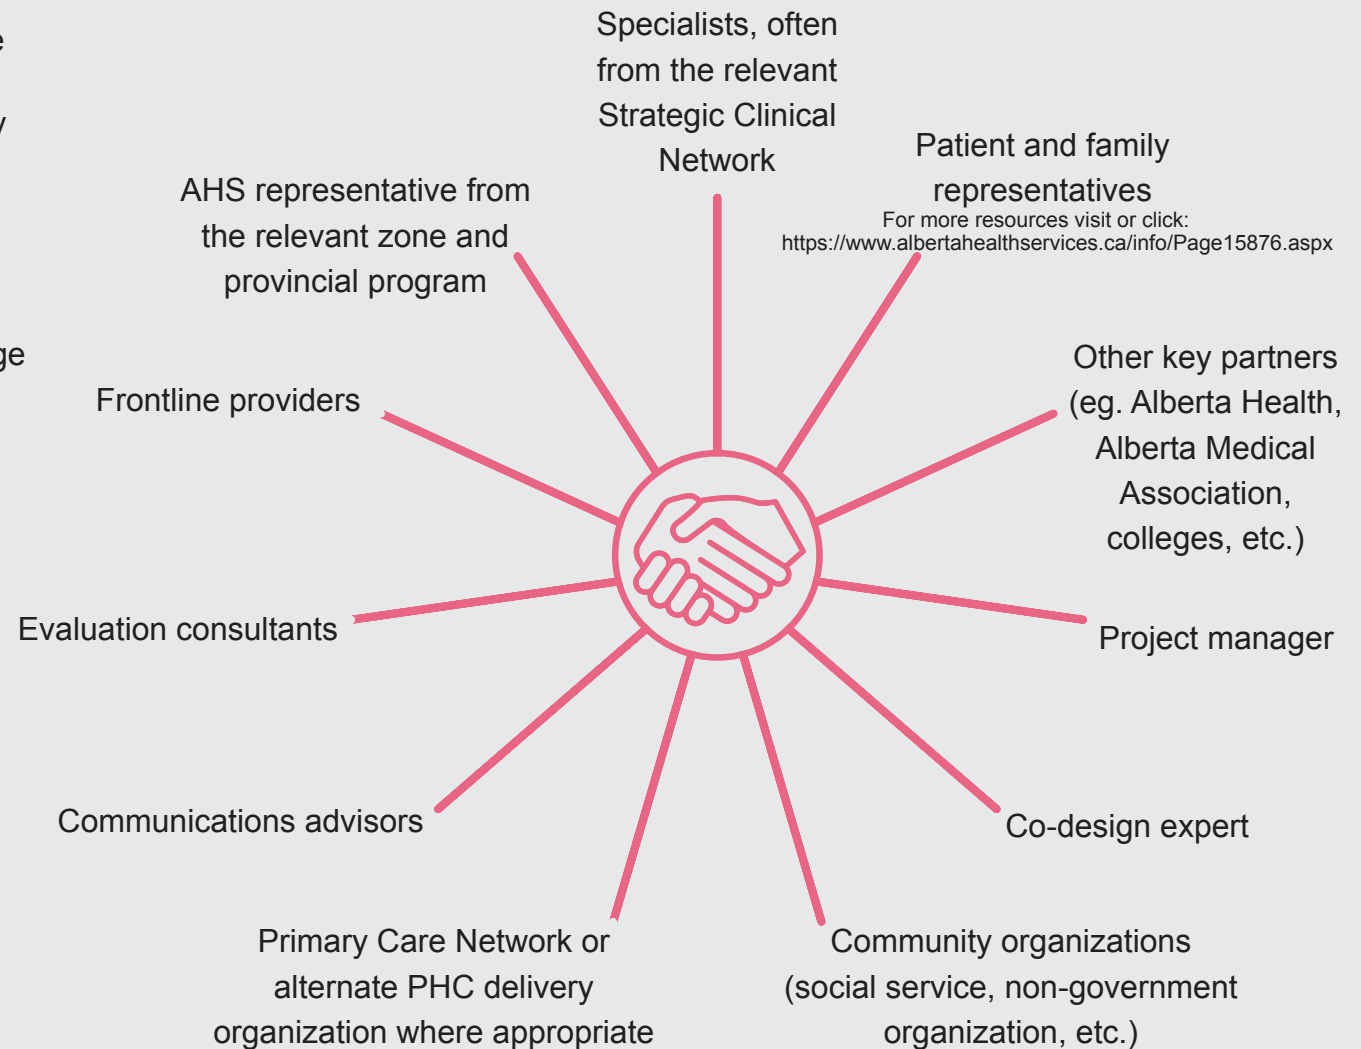 Specialists, often
from the relevant
Strategic Clinical
Network
Patient and family
representatives
For more resources visit or click:
https://www.albertahealthservices.ca/info/Page15876.aspx
Other key partners
(eg. Alberta Health,
Alberta Medical
Association,
colleges, etc.)
Project manager
Co-design expert
Community organizations
(social service, non-government
organization, etc.)
Primary Care Network or
alternate PHC delivery
organization where appropriate
Communications advisors
Evaluation consultants
Frontline providers
AHS representative from
the relevant zone and
provincial program